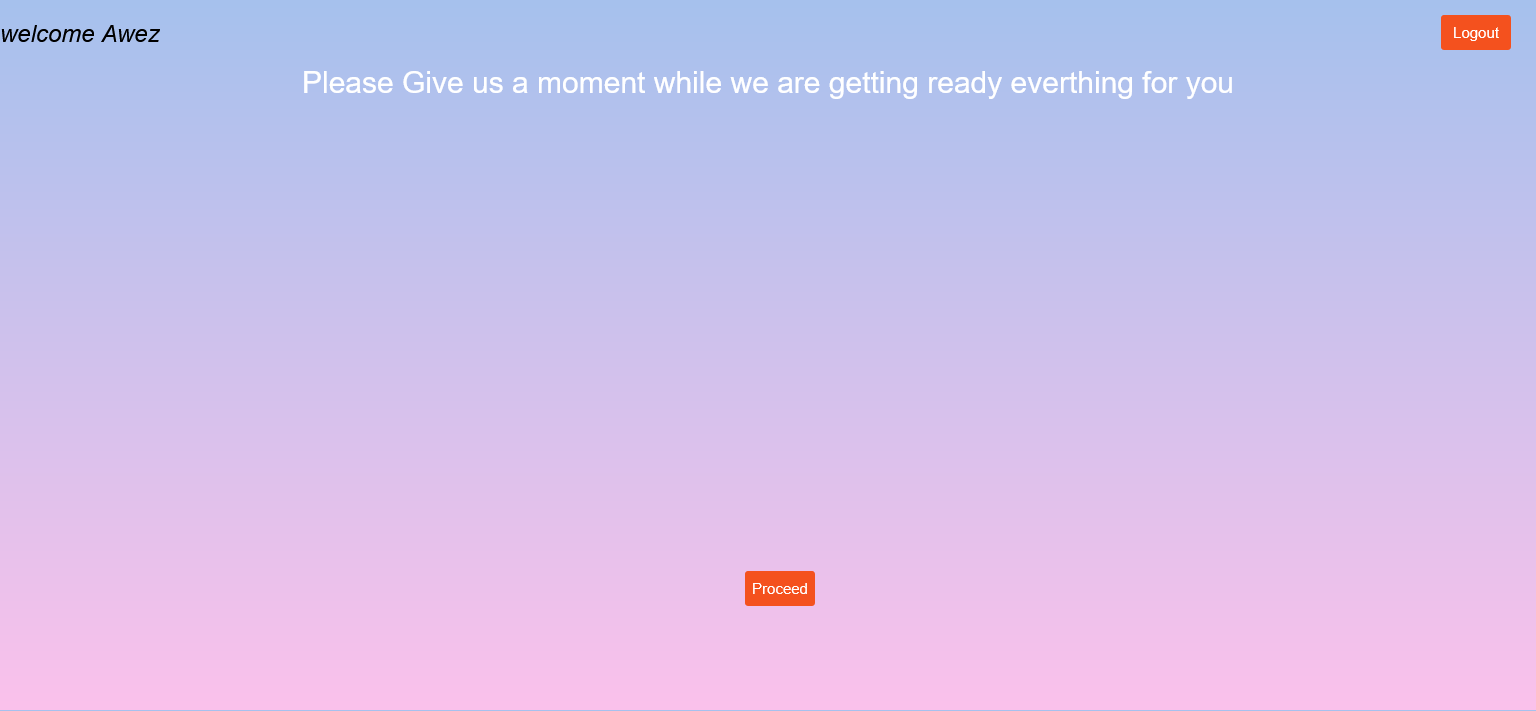 welcome Awez
Logout
Please Give us a moment while we are getting ready everthing for you
Proceed